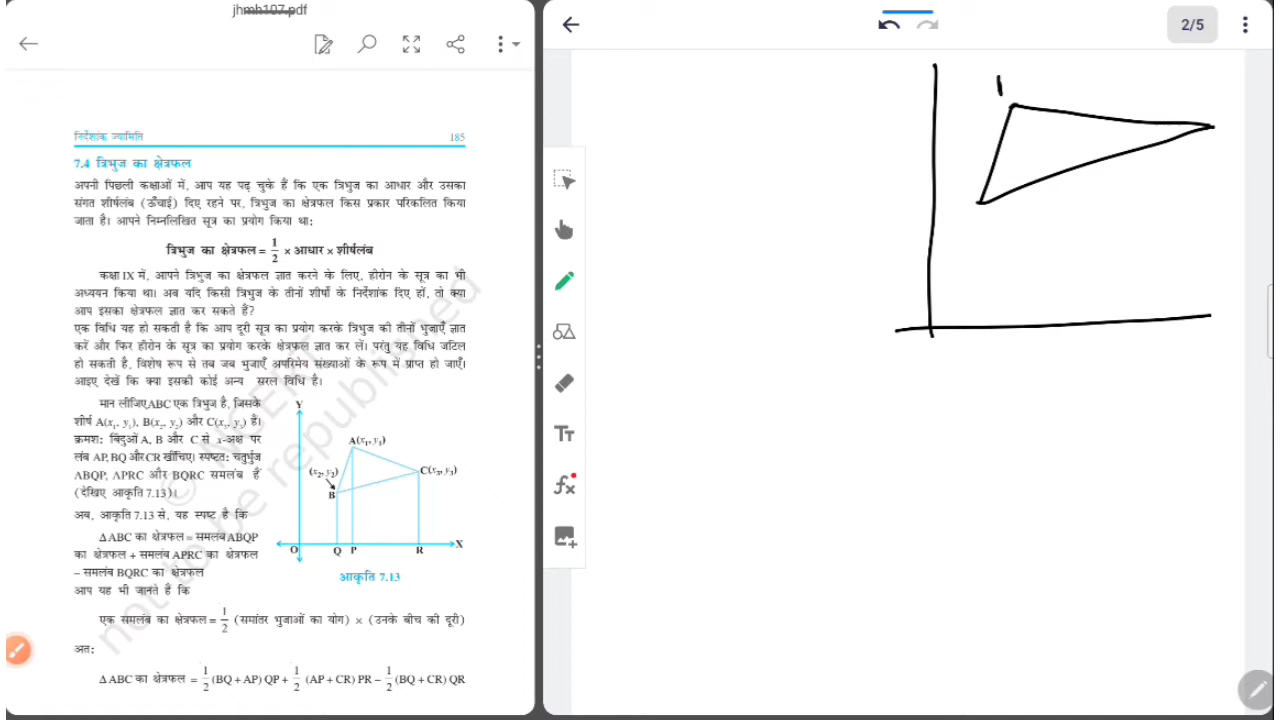 jhmh107.pdf
2/5
निर्देशांक ज्यामिति 185
7.4 त्रिभुज का क्षेत्रफल
अपनी पिछली कक्षाओं में, आप यह पढ़ चुके हैं कि एक त्रिभुज का आधार और उसका
संगत शीर्षलंब (ऊँचाई) दिए रहने पर, त्रिभुज का क्षेत्रफल किस प्रकार परिकलित किया
जाता है। आपने निम्नलिखित सूत्र का प्रयोग किया था:
त्रिभुज का क्षेत्रफल = 1/2 × आधार × शीर्षलंब
कक्षा IX में, आपने त्रिभुज का क्षेत्रफल ज्ञात करने के लिए, हीरोन के सूत्र का भी
अध्ययन किया था। अब यदि किसी त्रिभुज के तीनों शीर्षों के निर्देशांक दिए हों, तो क्या
आप इसका क्षेत्रफल ज्ञात कर सकते हैं?
एक विधि यह हो सकती है कि आप दूरी सूत्र का प्रयोग करके त्रिभुज की तीनों भुजाएँ ज्ञात
करें और फिर हीरोन के सूत्र का प्रयोग करके क्षेत्रफल ज्ञात कर लें। परंतु यह विधि जटिल
हो सकती है, विशेष रूप से तब जब भुजाएँ अपरिमेय संख्याओं के रूप में प्राप्त हो जाएँ।
आइए देखें कि क्या इसकी कोई अन्य सरल विधि है।
मान लीजिए ABC एक त्रिभुज है, जिसके
शीर्ष A(x₁, y₁), B(x₂, y₂) और C(x₃, y₃) हैं।
क्रमश: बिंदुओं A, B और C से x-अक्ष पर
लंब AP, BQ और CR खींचिए। स्पष्टत: चतुर्भुज
ABQP, APRC और BQRC समलंब हैं
(देखिए आकृति 7.13)।
अब, आकृति 7.13 से, यह स्पष्ट है कि
Δ ABC का क्षेत्रफल = समलंब ABQP
का क्षेत्रफल + समलंब APRC का क्षेत्रफल
– समलंब BQRC का क्षेत्रफल
आप यह भी जानते है कि
Y
A(x₁, y₁)
(x₂, y₂)
C(x₃, y₃)
B
O Q P R X
आकृति 7.13
एक समलंब का क्षेत्रफल = 1/2 (समांतर भुजाओं का योग) × (उनके बीच की दूरी)
अत:
Δ ABC का क्षेत्रफल = 1/2 (BQ + AP) QP + 1/2 (AP + CR) PR – 1/2 (BQ + CR) QR
© NCERT
not to be republished
Tт
fx